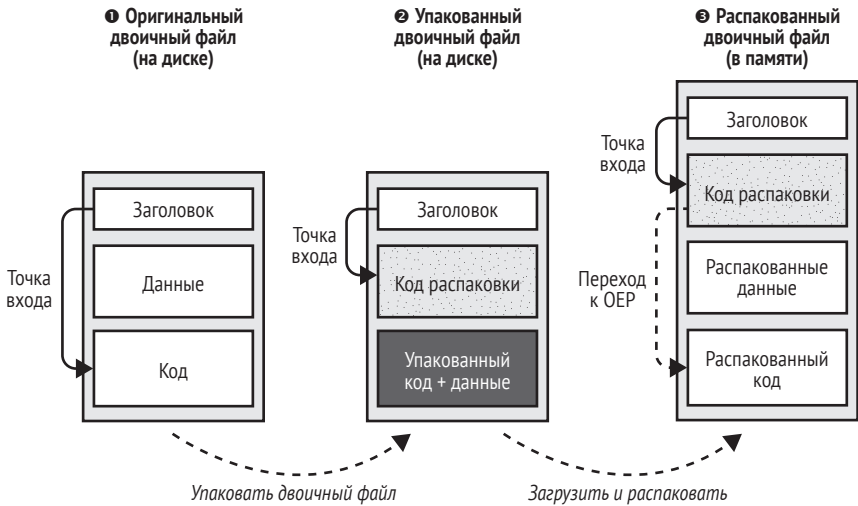 ❶ Оригинальный
двоичный файл
(на диске)
❷ Упакованный
двоичный файл
(на диске)
❸ Распакованный
двоичный файл
(в памяти)
Точка
входа
Заголовок
Данные
Код
Точка
входа
Заголовок
Код распаковки
Упакованный
код + данные
Точка
входа
Заголовок
Код распаковки
Переход
к OEP
Распакованные
данные
Распакованный
код
Упаковать двоичный файл
Загрузить и распаковать